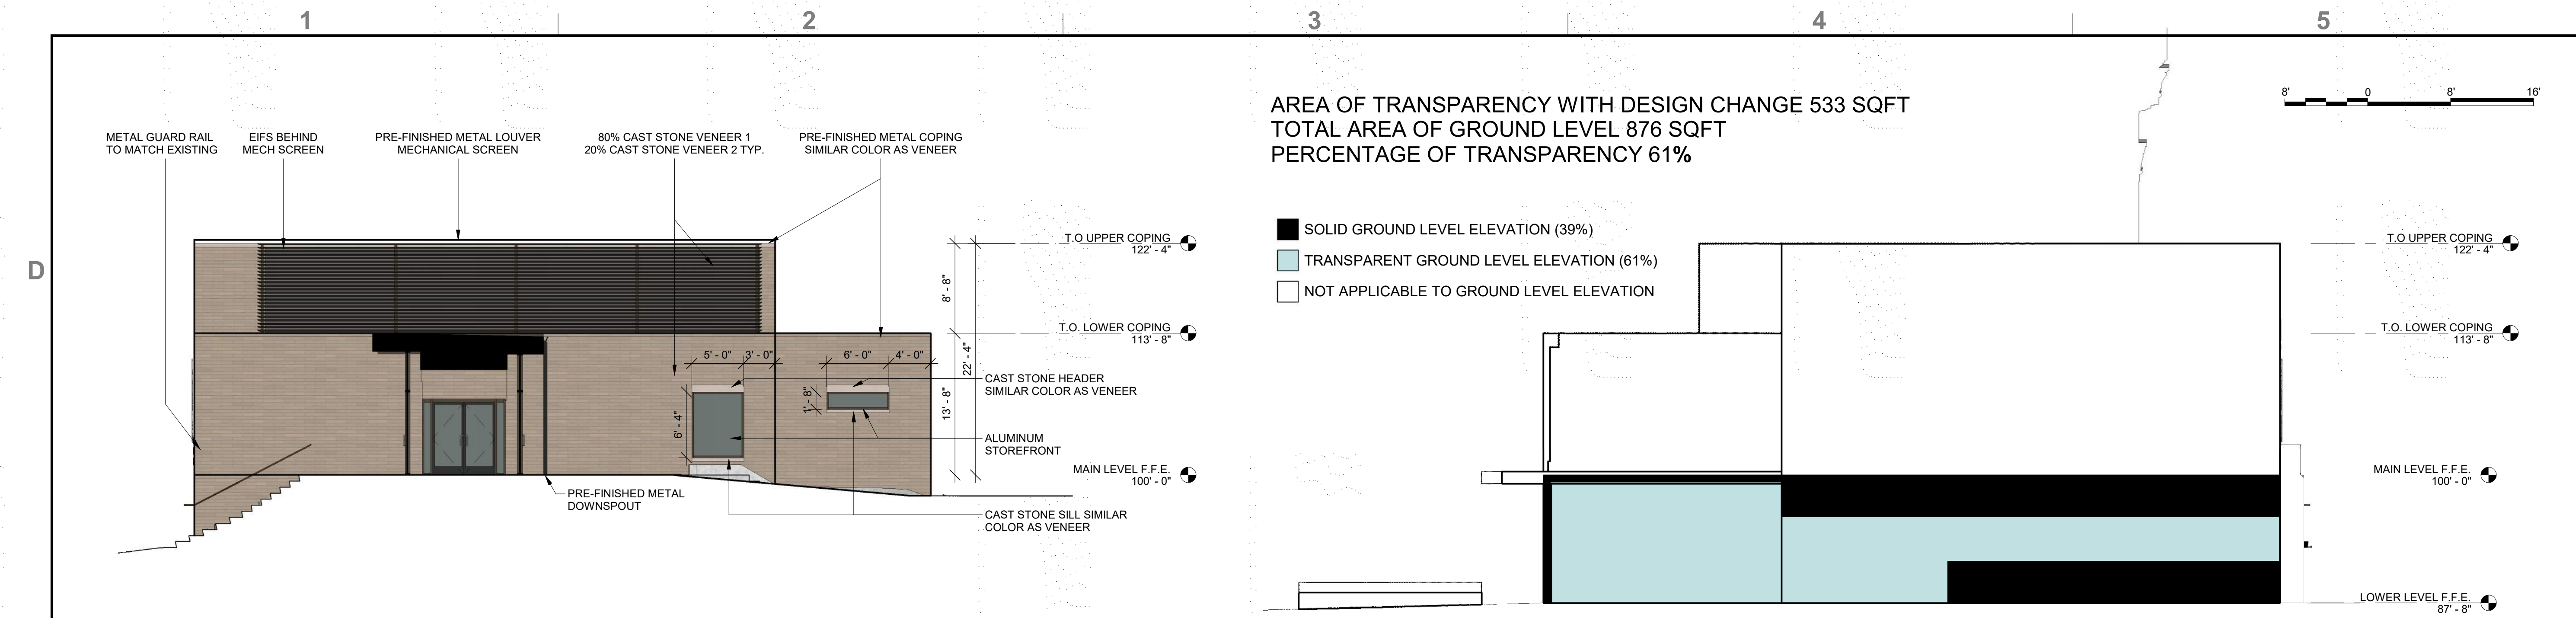 1
2
3
4
5
D
METAL GUARD RAIL
TO MATCH EXISTING
EIFS BEHIND
MECH SCREEN
PRE-FINISHED METAL LOUVER
MECHANICAL SCREEN
80% CAST STONE VENEER 1
20% CAST STONE VENEER 2 TYP.
PRE-FINISHED METAL COPING
SIMILAR COLOR AS VENEER
T.O UPPER COPING
122' - 4"
T.O. LOWER COPING
113' - 8"
8' - 8"
22' - 4"
13' - 8"
5' - 0"
3' - 0"
6' - 0"
4' - 0"
6' - 4"
1' - 8"
CAST STONE HEADER
SIMILAR COLOR AS VENEER
ALUMINUM
STOREFRONT
MAIN LEVEL F.F.E.
100' - 0"
PRE-FINISHED METAL
DOWNSPOUT
CAST STONE SILL SIMILAR
COLOR AS VENEER
AREA OF TRANSPARENCY WITH DESIGN CHANGE 533 SQFT
TOTAL AREA OF GROUND LEVEL 876 SQFT
PERCENTAGE OF TRANSPARENCY 61%
SOLID GROUND LEVEL ELEVATION (39%)
TRANSPARENT GROUND LEVEL ELEVATION (61%)
NOT APPLICABLE TO GROUND LEVEL ELEVATION
8' 0 8' 16'
T.O UPPER COPING
122' - 4"
T.O. LOWER COPING
113' - 8"
MAIN LEVEL F.F.E.
100' - 0"
LOWER LEVEL F.F.E.
87' - 8"